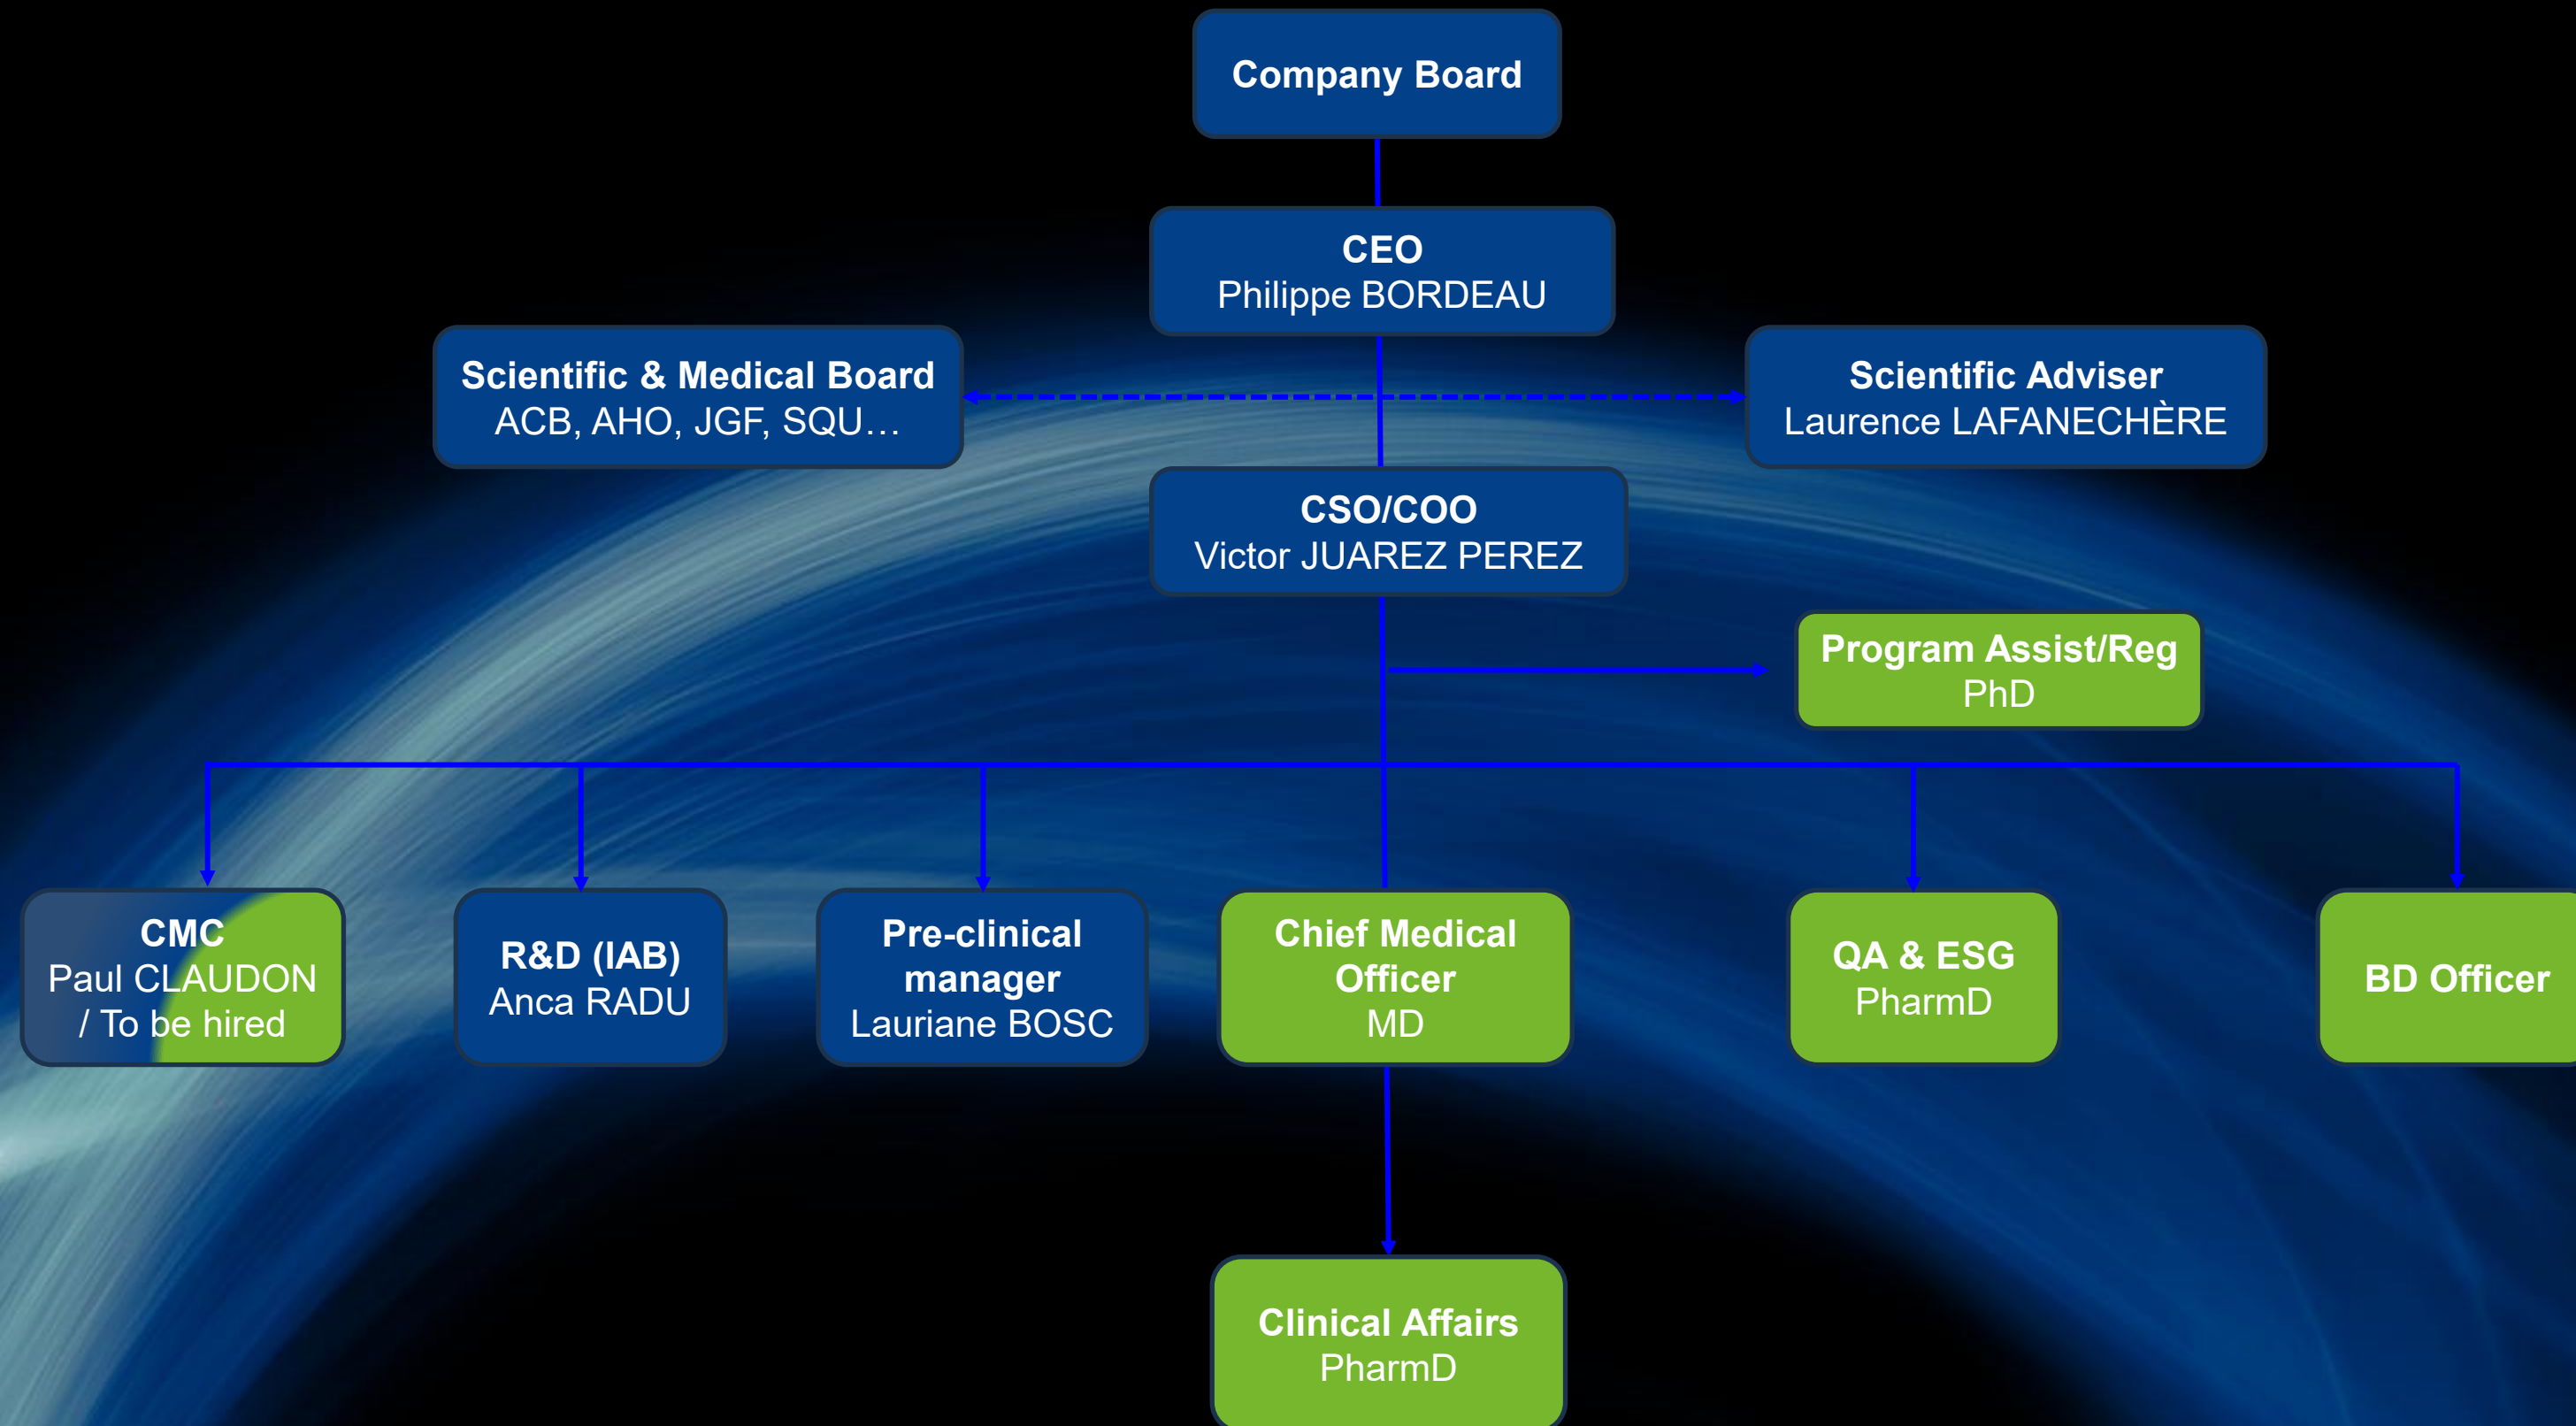 Company Board
CEO
Philippe BORDEAU
Scientific & Medical Board
ACB, AHO, JGF, SQU…
Scientific Adviser
Laurence LAFANECHÈRE
CSO/COO
Victor JUAREZ PEREZ
Program Assist/Reg
PhD
CMC
Paul CLAUDON
/ To be hired
R&D (IAB)
Anca RADU
Pre-clinical
manager
Lauriane BOSC
Chief Medical
Officer
MD
QA & ESG
PharmD
BD Officer
Clinical Affairs
PharmD